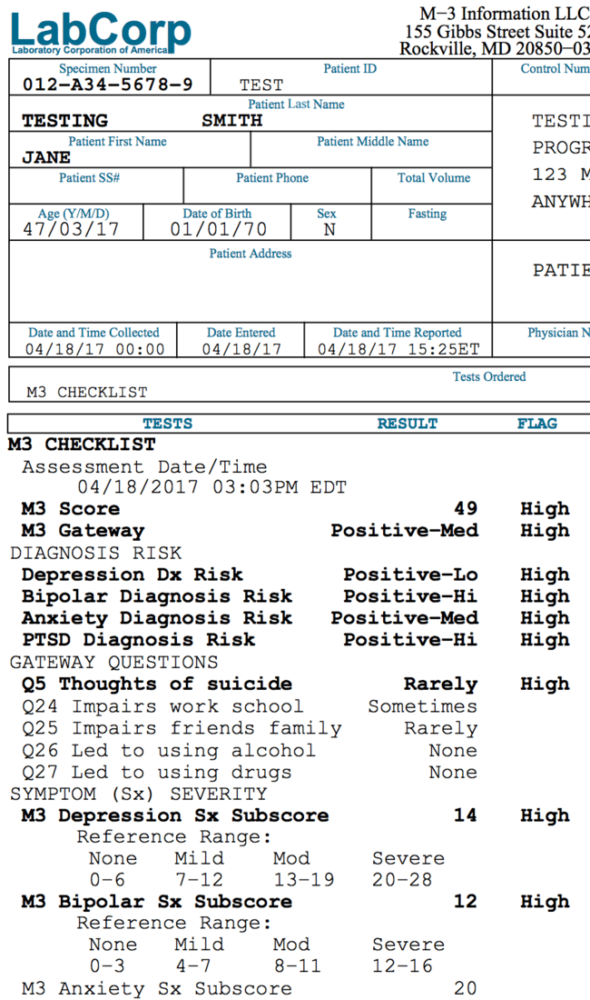 LabCorp
Laboratory Corporation of America
M-3 Information LLC
155 Gibbs Street Suite 52
Rockville, MD 20850-03
Specimen Number
012-A34-5678-9
Patient ID
TEST
Control Num
Patient Last Name
TESTING SMITH
Patient First Name
JANE
Patient Middle Name
Patient SS#
Patient Phone
Total Volume
Age (Y/M/D)
47/03/17
Date of Birth
01/01/70
Sex
N
Fasting
TESTI
PROGR
123 M
ANYWH
Patient Address
PATIE
Date and Time Collected
04/18/17 00:00
Date Entered
04/18/17
Date and Time Reported
04/18/17 15:25ET
Physician N
Tests Ordered
M3 CHECKLIST
TESTS RESULT FLAG
M3 CHECKLIST
Assessment Date/Time
04/18/2017 03:03PM EDT
M3 Score 49 High
M3 Gateway Positive-Med High
DIAGNOSIS RISK
Depression Dx Risk Positive-Lo High
Bipolar Diagnosis Risk Positive-Hi High
Anxiety Diagnosis Risk Positive-Med High
PTSD Diagnosis Risk Positive-Hi High
GATEWAY QUESTIONS
Q5 Thoughts of suicide Rarely High
Q24 Impairs work school Sometimes
Q25 Impairs friends family Rarely
Q26 Led to using alcohol None
Q27 Led to using drugs None
SYMPTOM (Sx) SEVERITY
M3 Depression Sx Subscore 14 High
Reference Range:
None Mild Mod Severe
0-6 7-12 13-19 20-28
M3 Bipolar Sx Subscore 12 High
Reference Range:
None Mild Mod Severe
0-3 4-7 8-11 12-16
M3 Anxiety Sx Subscore 20